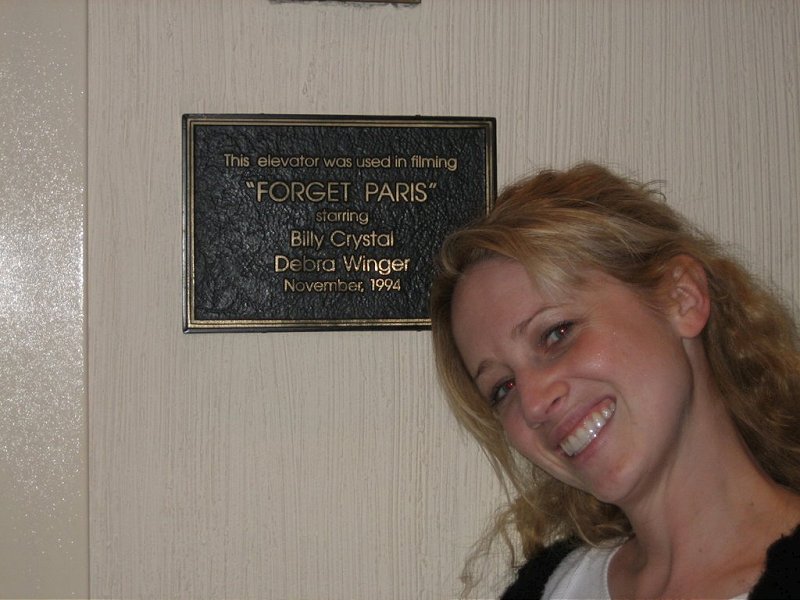 This elevator was used in filming
"FORGET PARIS"
starring
Billy Crystal
Debra Winger
November, 1994